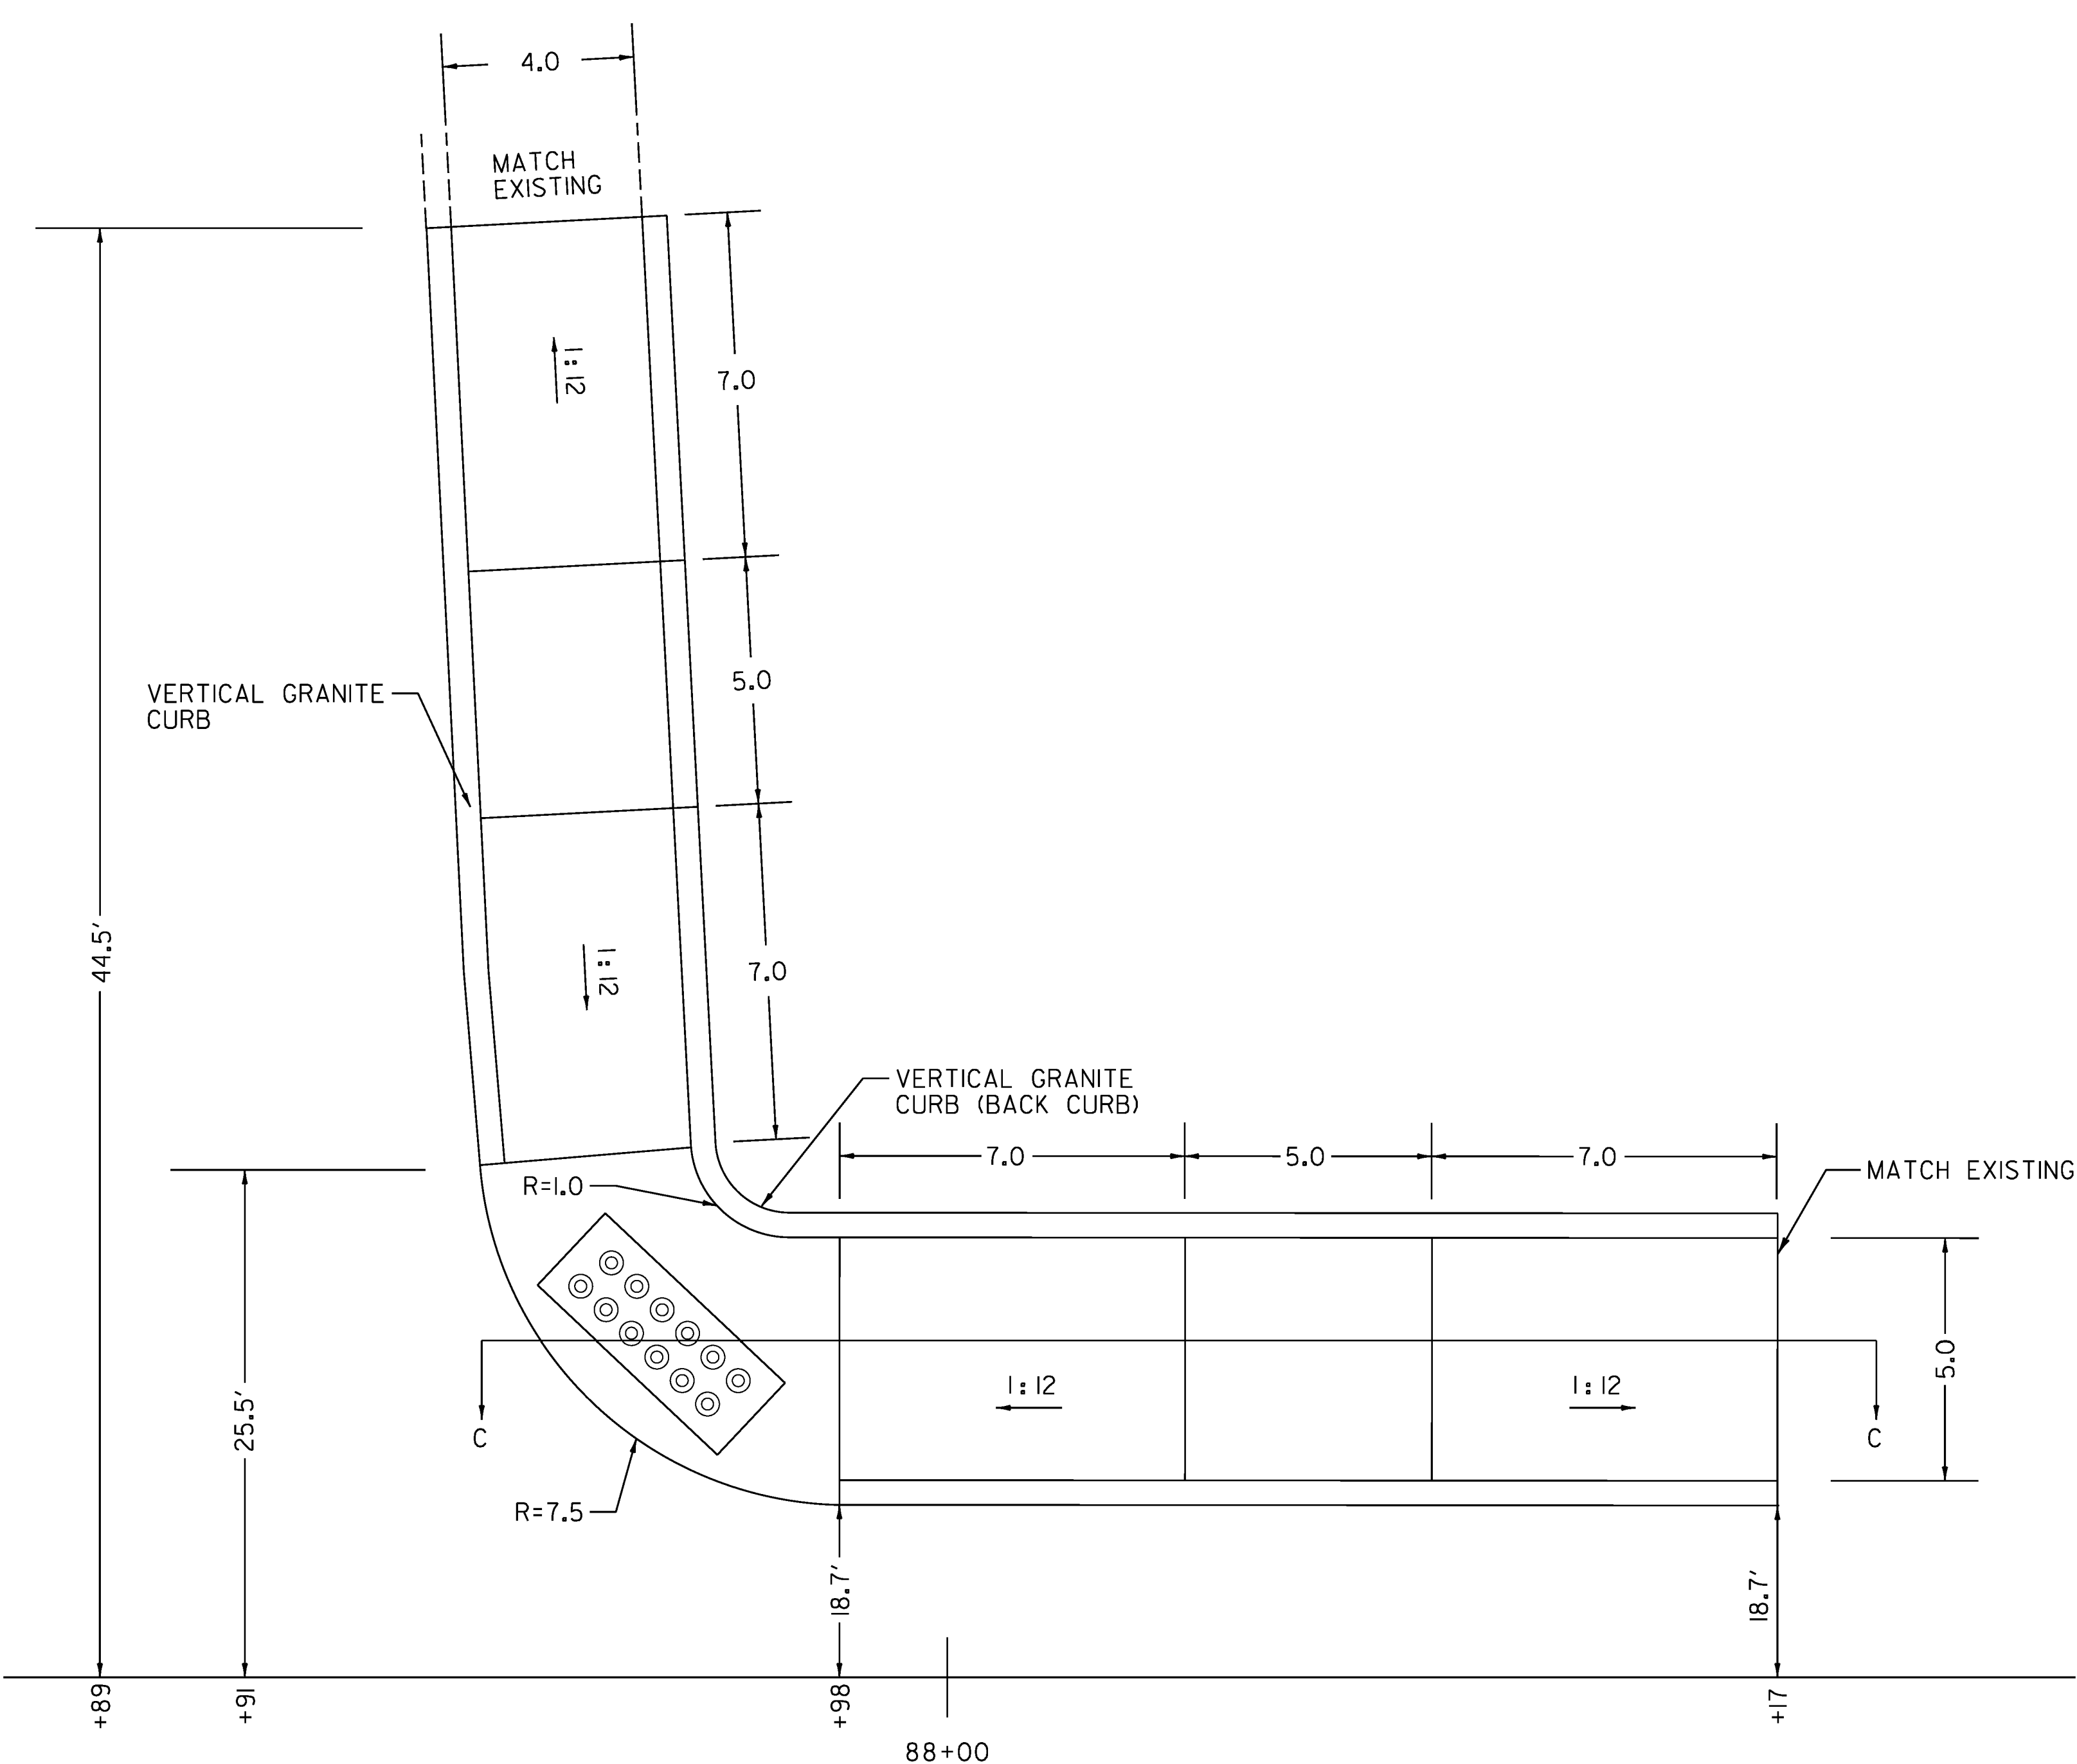 4.0
MATCH
EXISTING
1:12
7.0
5.0
VERTICAL GRANITE
CURB
44.5'
1:12
7.0
VERTICAL GRANITE
CURB (BACK CURB)
7.0
5.0
7.0
MATCH EXISTING
R=1.0
25.5'
1:12
1:12
5.0
C
C
R=7.5
18.7'
18.7'
+89
+91
+98
+17
88+00